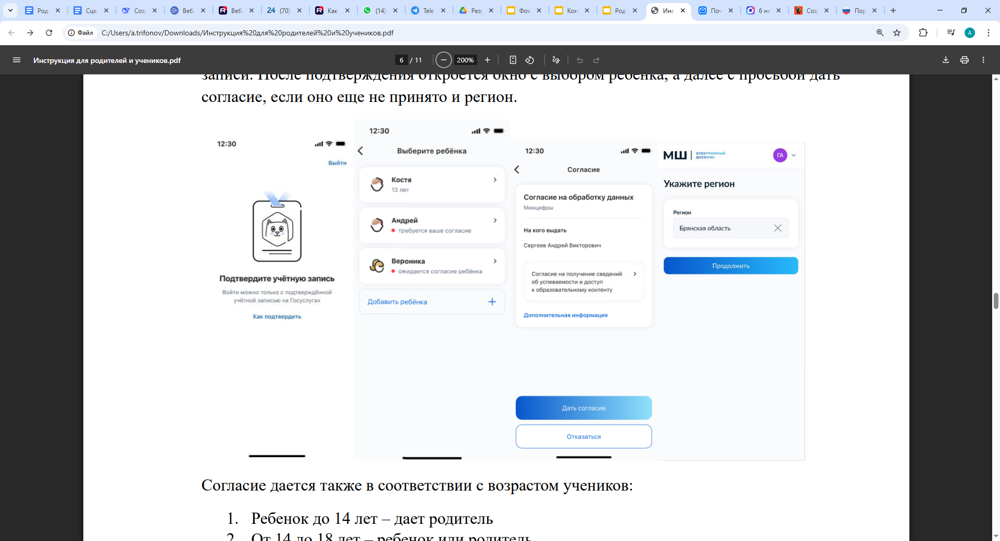 Род
Сце
Соз
Веб
Веб
24 (70)
Как
(14)
Tele
Резу
Фок
Кон
Род
Инс
Поч
6 не
Соз
Пор
Файл
C:/Users/a.trifonov/Downloads/Инструкция%20для%20родителей%20и%20учеников.pdf
А
Инструкция для родителей и учеников.pdf
6 / 11
200%
записи. После подтверждения откроется окно с выбором ребенка, а далее с просьбой дать
согласие, если оно еще не принято и регион.
12:30
Выйти
Подтвердите учётную запись
Войти можно только с подтверждённой
учётной записью на Госуслугах
Как подтвердить
12:30
Выберите ребёнка
Костя
13 лет
Андрей
требуется ваше согласие
Вероника
ожидается согласие ребёнка
Добавить ребёнка
12:30
Согласие
Согласие на обработку данных
Минцифры
На кого выдать
Сергеев Андрей Викторович
Согласие на получение сведений
об успеваемости и доступ
к образовательному контенту
Дополнительная информация
Дать согласие
Отказаться
МШ
ЭЛЕКТРОННЫЙ
ДНЕВНИК
ГА
Укажите регион
Регион
Брянская область
Продолжить
Согласие дается также в соответствии с возрастом учеников:
1. Ребенок до 14 лет – дает родитель
2. От 14 до 18 лет – ребенок или родитель